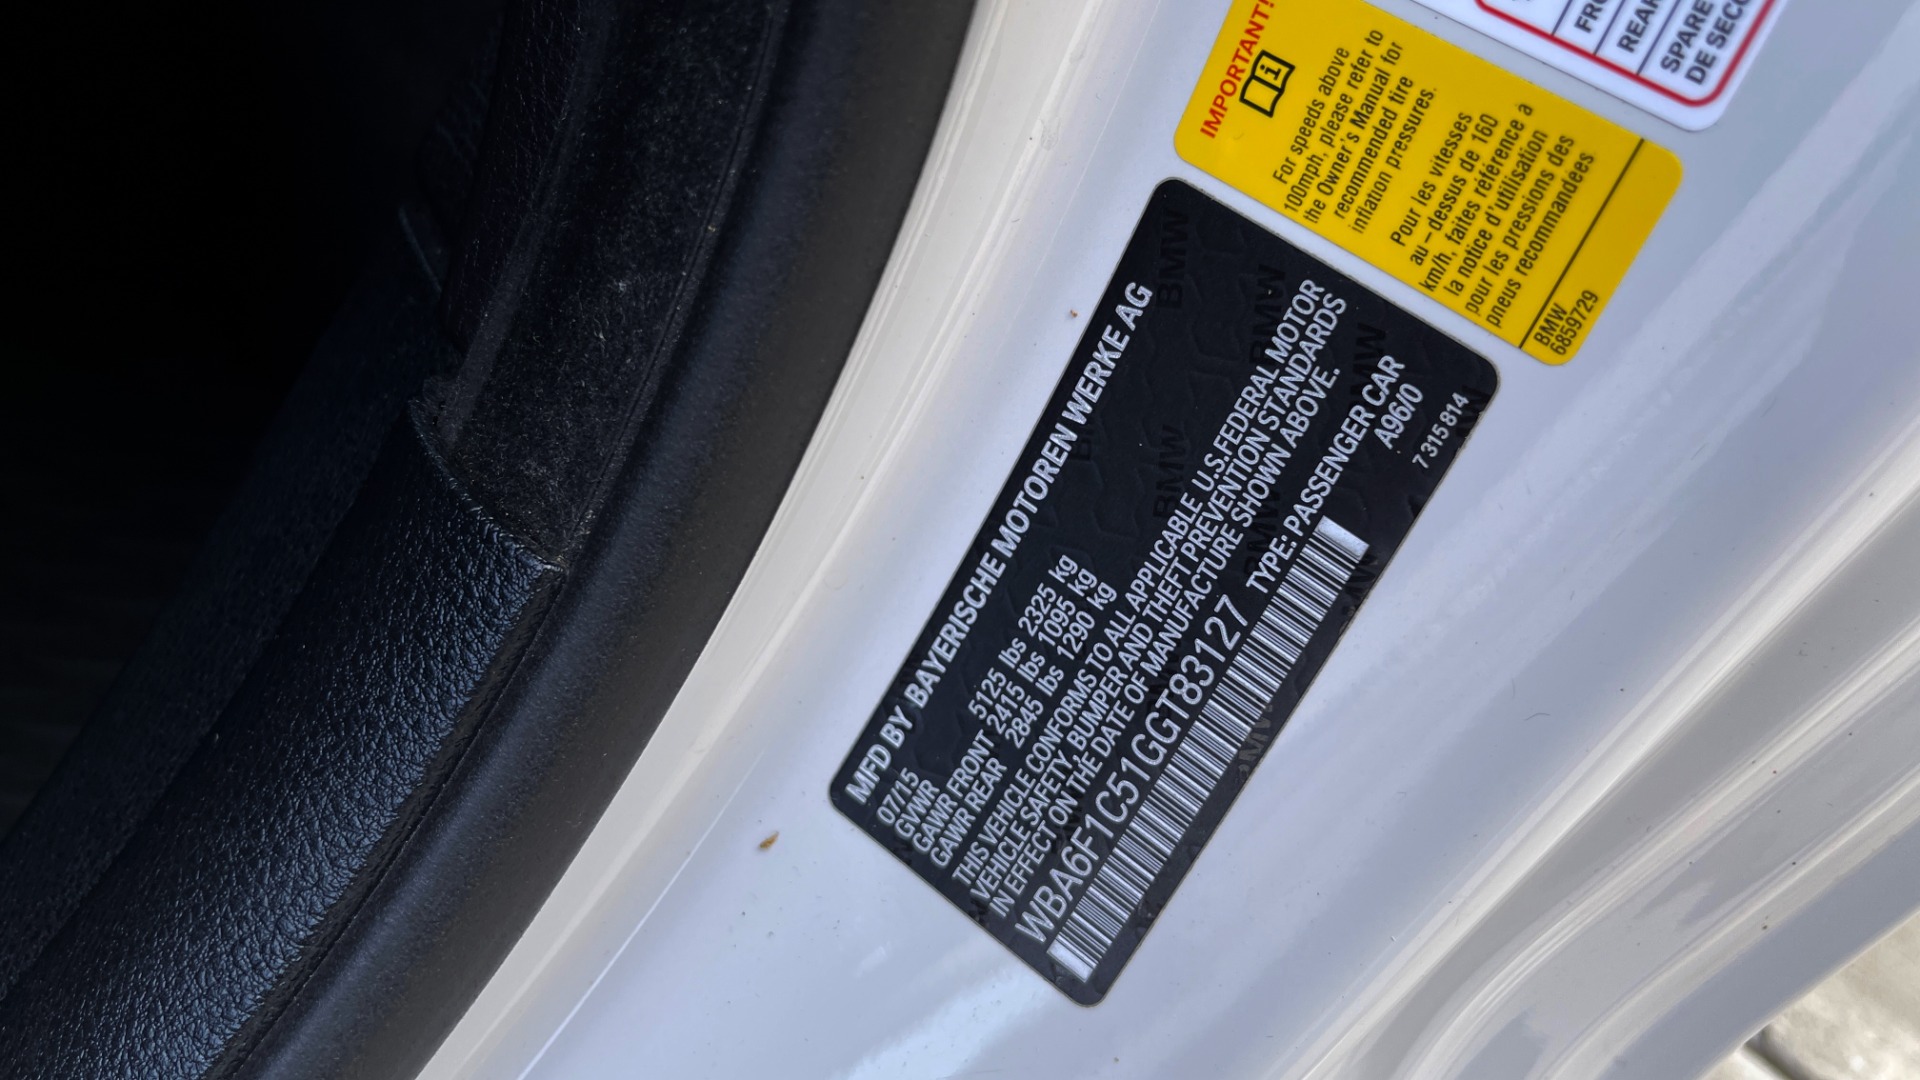 FRO
REAR
SPARE
DE SECO
IMPORTANT!
For speeds above
100mph, please refer to
the Owner's Manual for
recommended tire
inflation pressures.
Pour les vitesses
au-dessus de 160
km/h, faites référence a
la notice d'utilisation
pour les pressions des
pneus recommandées
BMW
6859729
MFD BY BAYERISCHE MOTOREN WERKE AG
07/15
GVWR 5125 lbs 2325 kg
GAWR FRONT 2415 lbs 1095 kg
GAWR REAR 2845 lbs 1290 kg
THIS VEHICLE CONFORMS TO ALL APPLICABLE U.S.FEDERAL MOTOR
VEHICLE SAFETY, BUMPER AND THEFT PREVENTION STANDARDS
IN EFFECT ON THE DATE OF MANUFACTURE SHOWN ABOVE.
WBA6F1C51GGT83127 TYPE: PASSENGER CAR
A96/0
7 315 814